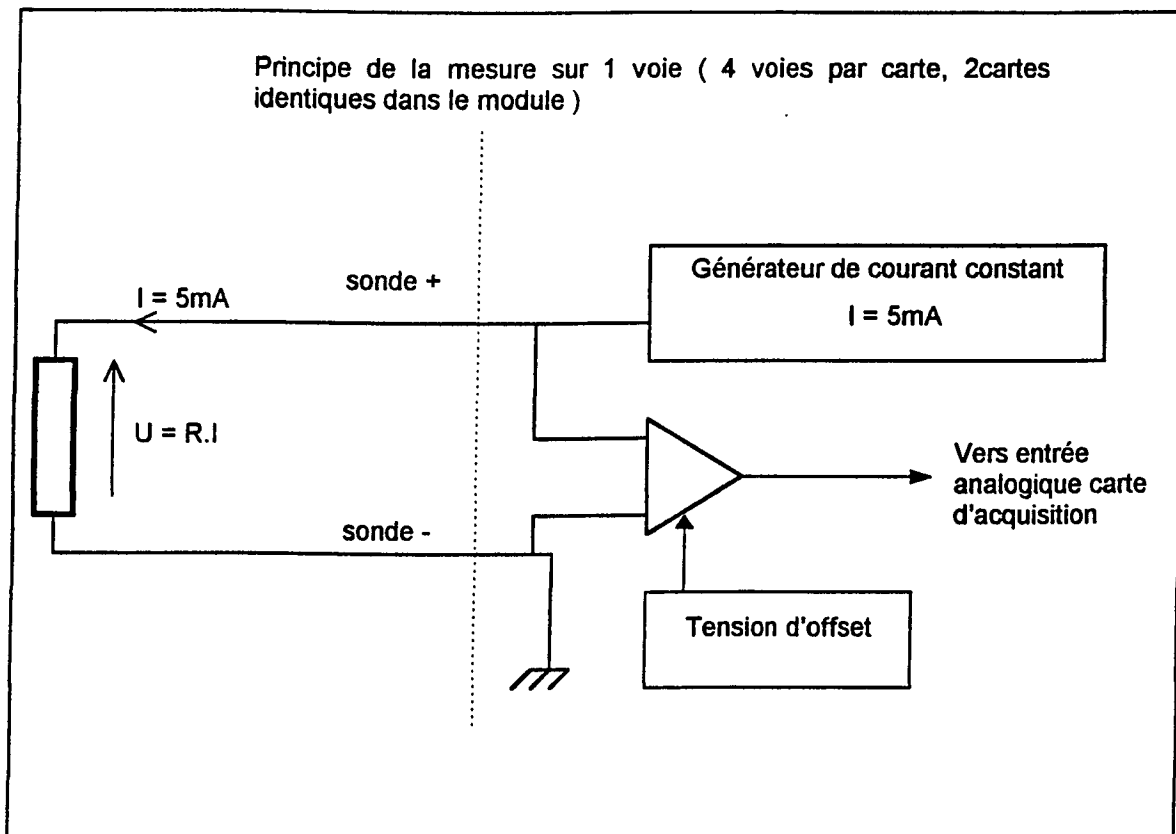 Principe de la mesure sur 1 voie ( 4 voies par carte, 2cartes
identiques dans le module )
sonde +
I = 5mA
Générateur de courant constant
I = 5mA
U = R.I
Vers entrée
analogique carte
d'acquisition
sonde -
Tension d'offset